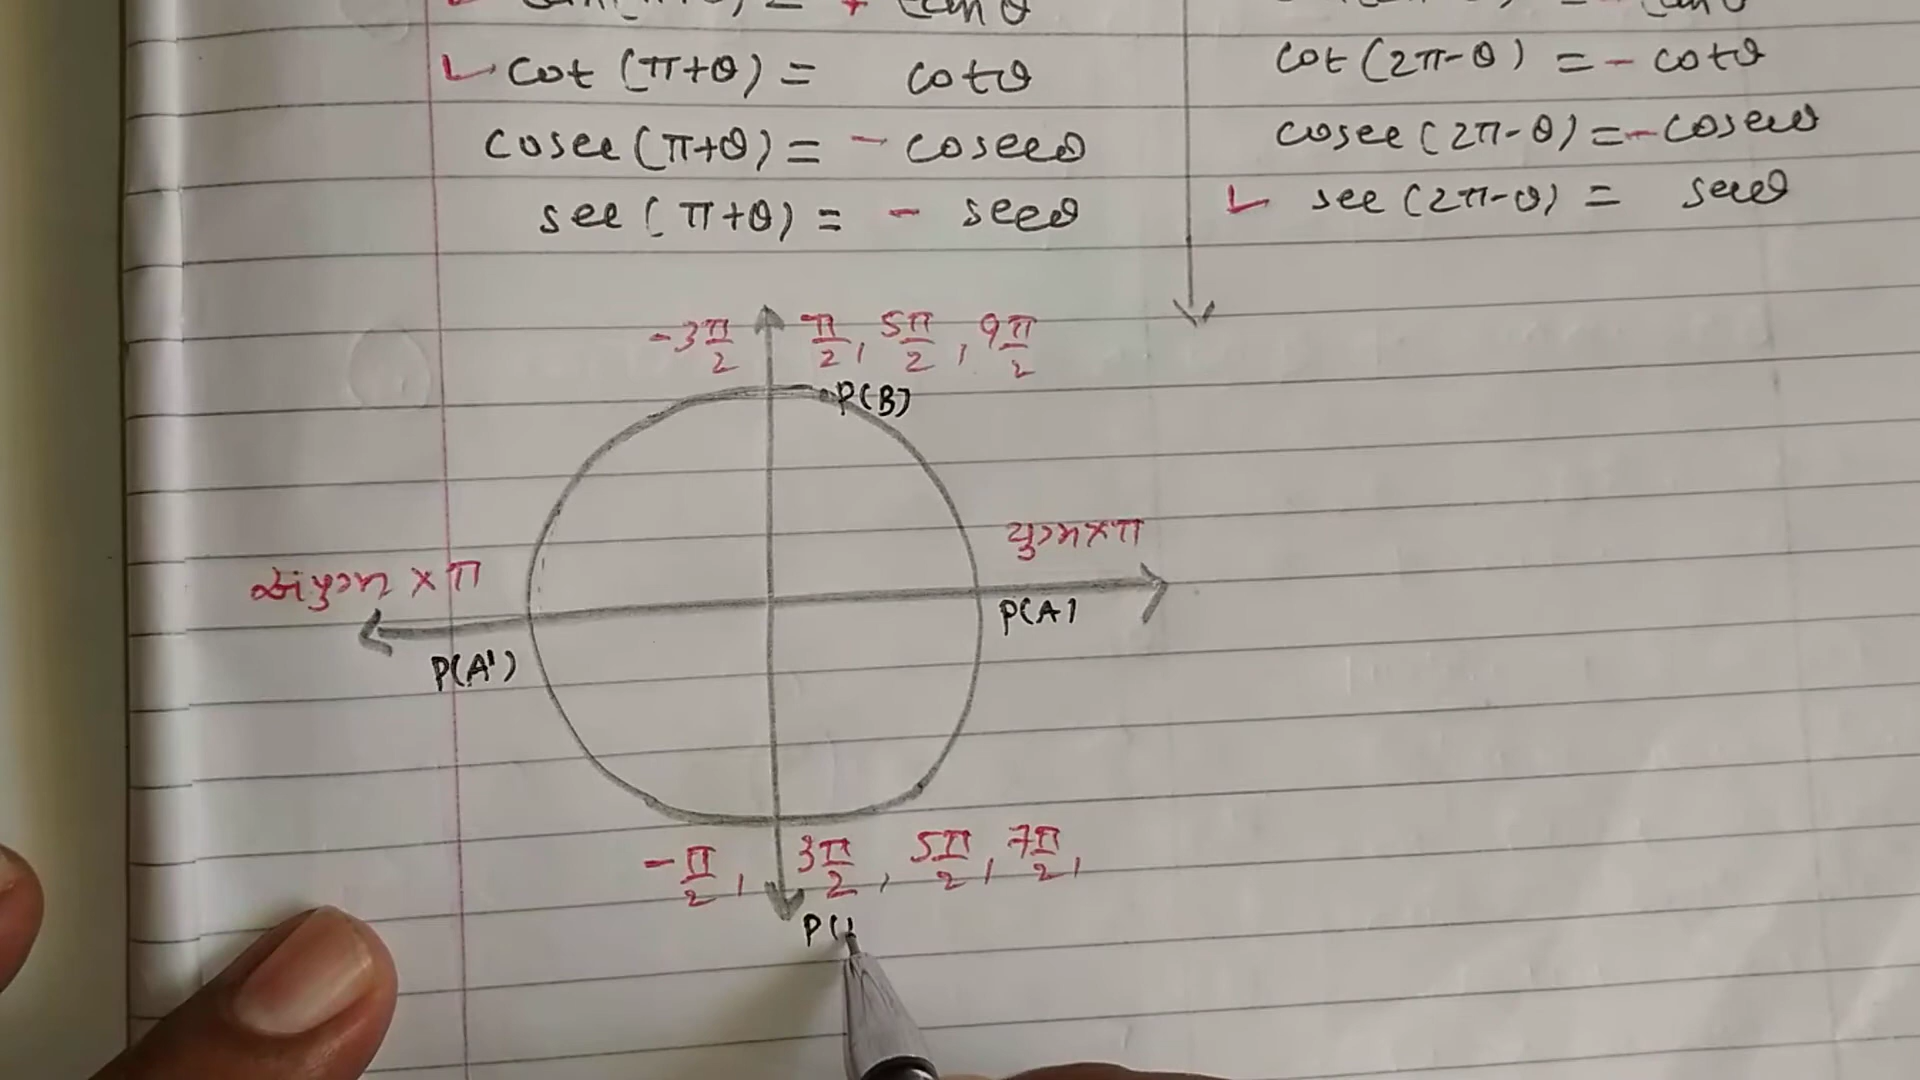 cot (π+θ) = cotθ
cosec (π+θ) = - cosecθ
sec (π+θ) = - secθ
cot (2π-θ) = - cotθ
cosec (2π-θ) = - cosecθ
sec (2π-θ) = secθ
-3π/2 π/2, 5π/2, 9π/2
P(B)
P(A)
π ×
P(A')
-π/2, 3π/2, 5π/2, 7π/2,
P(